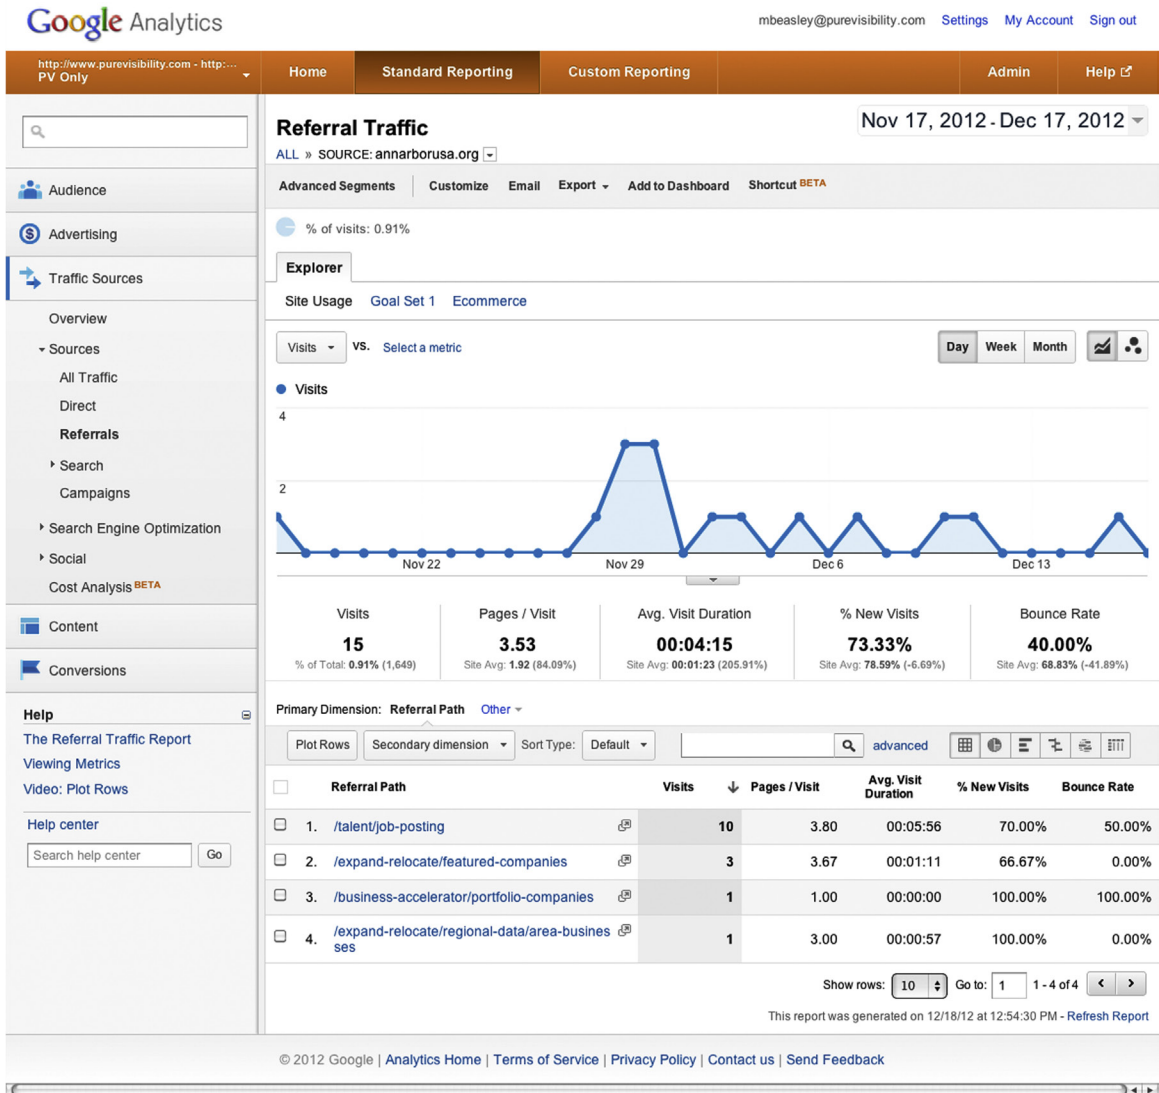 Google Analytics
mbeasley@purevisibility.com Settings My Account Sign out
http://www.purevisibility.com - http:...
PV Only
Home Standard Reporting Custom Reporting Admin Help
Audience
Advertising
Traffic Sources
Overview
Sources
All Traffic
Direct
Referrals
Search
Campaigns
Search Engine Optimization
Social
Cost Analysis BETA
Content
Conversions
Help
The Referral Traffic Report
Viewing Metrics
Video: Plot Rows
Help center
Search help center Go
Referral Traffic
Nov 17, 2012 - Dec 17, 2012
ALL » SOURCE: annarborusa.org
Advanced Segments Customize Email Export Add to Dashboard Shortcut BETA
% of visits: 0.91%
Explorer
Site Usage Goal Set 1 Ecommerce
Visits VS. Select a metric
Day Week Month
Visits
4
2
Nov 22 Nov 29 Dec 6 Dec 13
Visits Pages / Visit Avg. Visit Duration % New Visits Bounce Rate
15 3.53 00:04:15 73.33% 40.00%
% of Total: 0.91% (1,649) Site Avg: 1.92 (84.09%) Site Avg: 00:01:23 (205.91%) Site Avg: 78.59% (-6.69%) Site Avg: 68.83% (-41.89%)
Primary Dimension: Referral Path Other
Plot Rows Secondary dimension Sort Type: Default advanced
Referral Path Visits Pages / Visit Avg. Visit Duration % New Visits Bounce Rate
1. /talent/job-posting 10 3.80 00:05:56 70.00% 50.00%
2. /expand-relocate/featured-companies 3 3.67 00:01:11 66.67% 0.00%
3. /business-accelerator/portfolio-companies 1 1.00 00:00:00 100.00% 100.00%
4. /expand-relocate/regional-data/area-busines
ses 1 3.00 00:00:57 100.00% 0.00%
Show rows: 10 Go to: 1 1 - 4 of 4
This report was generated on 12/18/12 at 12:54:30 PM - Refresh Report
© 2012 Google | Analytics Home | Terms of Service | Privacy Policy | Contact us | Send Feedback